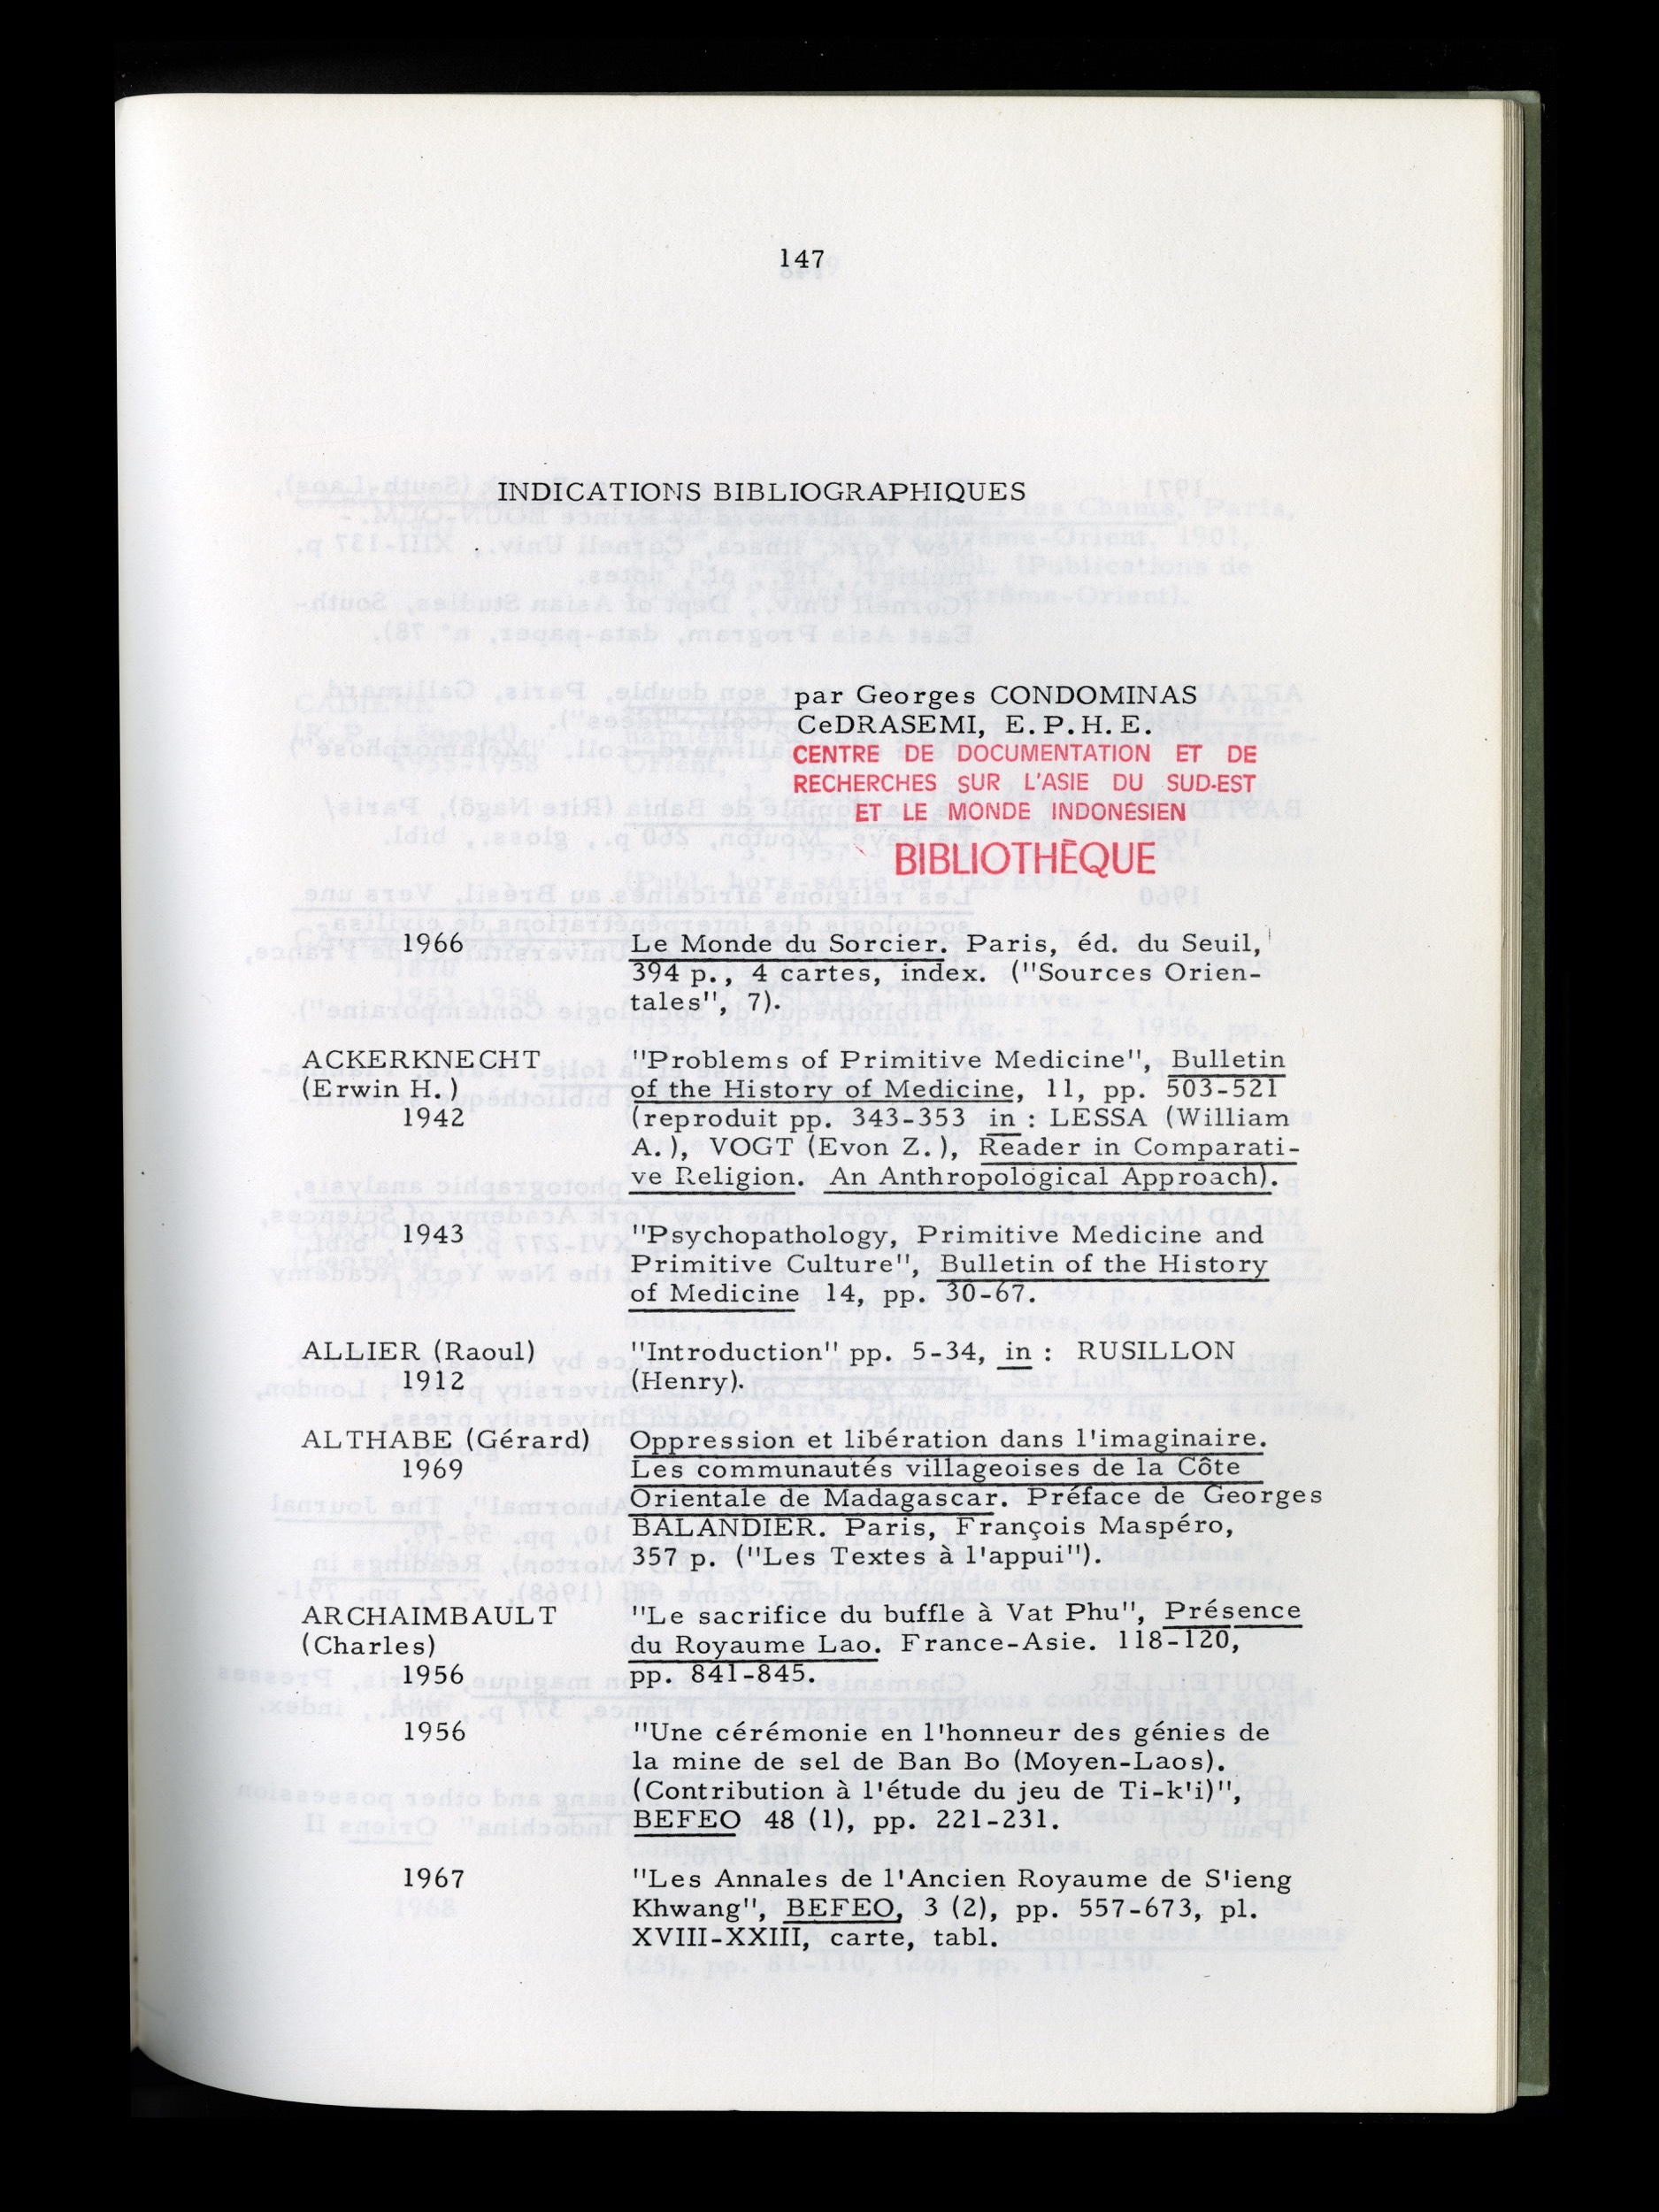 147
INDICATIONS BIBLIOGRAPHIQUES
par Georges CONDOMINAS
CeDRASEMI, E.P.H.E.
CENTRE DE DOCUMENTATION ET DE
RECHERCHES SUR L'ASIE DU SUD-EST
ET LE MONDE INDONESIEN
BIBLIOTHÈQUE
1966 Le Monde du Sorcier. Paris, éd. du Seuil,
394 p., 4 cartes, index. ("Sources Orien-
tales", 7).
ACKERKNECHT "Problems of Primitive Medicine", Bulletin
(Erwin H.) of the History of Medicine, 11, pp. 503-521
1942 (reproduit pp. 343-353 in : LESSA (William
A.), VOGT (Evon Z.), Reader in Comparati-
ve Religion. An Anthropological Approach).
1943 "Psychopathology, Primitive Medicine and
Primitive Culture", Bulletin of the History
of Medicine 14, pp. 30-67.
ALLIER (Raoul) "Introduction" pp. 5-34, in : RUSILLON
1912 (Henry).
ALTHABE (Gérard) Oppression et libération dans l'imaginaire.
1969 Les communautés villageoises de la Côte
Orientale de Madagascar. Préface de Georges
BALANDIER. Paris, François Maspéro,
357 p. ("Les Textes à l'appui").
ARCHAIMBAULT "Le sacrifice du buffle à Vat Phu", Présence
(Charles) du Royaume Lao. France-Asie. 118-120,
1956 pp. 841-845.
1956 "Une cérémonie en l'honneur des génies de
la mine de sel de Ban Bo (Moyen-Laos).
(Contribution à l'étude du jeu de Ti-k'i)",
BEFEO 48 (1), pp. 221-231.
1967 "Les Annales de l'Ancien Royaume de S'ieng
Khwang", BEFEO, 3 (2), pp. 557-673, pl.
XVIII-XXIII, carte, tabl.